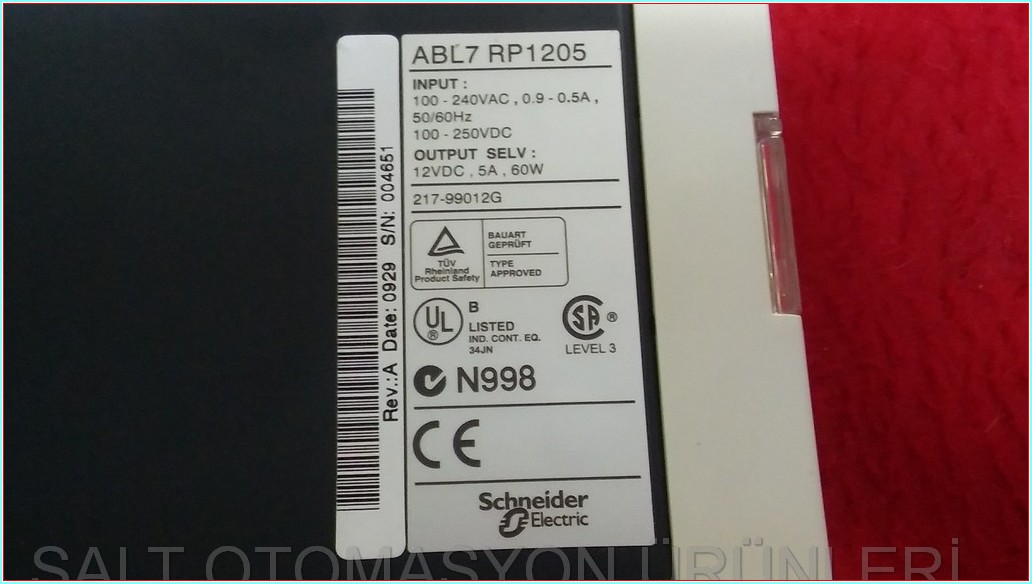 ABL7 RP1205
INPUT :
100 - 240VAC , 0.9 - 0.5A ,
50/60Hz
100 - 250VDC
OUTPUT SELV :
12VDC , 5A , 60W
217-99012G
TÜV
Rheinland
Product Safety
BAUART
GEPRÜFT
TYPE
APPROVED
UL
®
B
LISTED
IND. CONT. EQ.
34JN
SA ®
LEVEL 3
N998
CE
Schneider
Electric
Rev.:A Date: 0929 S/N: 004651
SALT OTOMASYON ÜRÜNLERİ